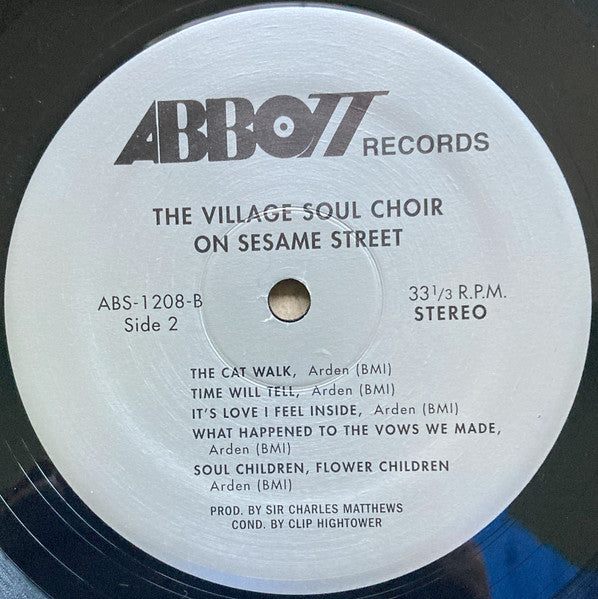 ABBOTT RECORDS
THE VILLAGE SOUL CHOIR
ON SESAME STREET
ABS-1208-B
Side 2
33 1/3 R.P.M.
STEREO
THE CAT WALK, Arden (BMI)
TIME WILL TELL, Arden (BMI)
IT'S LOVE I FEEL INSIDE, Arden (BMI)
WHAT HAPPENED TO THE VOWS WE MADE,
Arden (BMI)
SOUL CHILDREN, FLOWER CHILDREN
Arden (BMI)
PROD. BY SIR CHARLES MATTHEWS
COND. BY CLIP HIGHTOWER